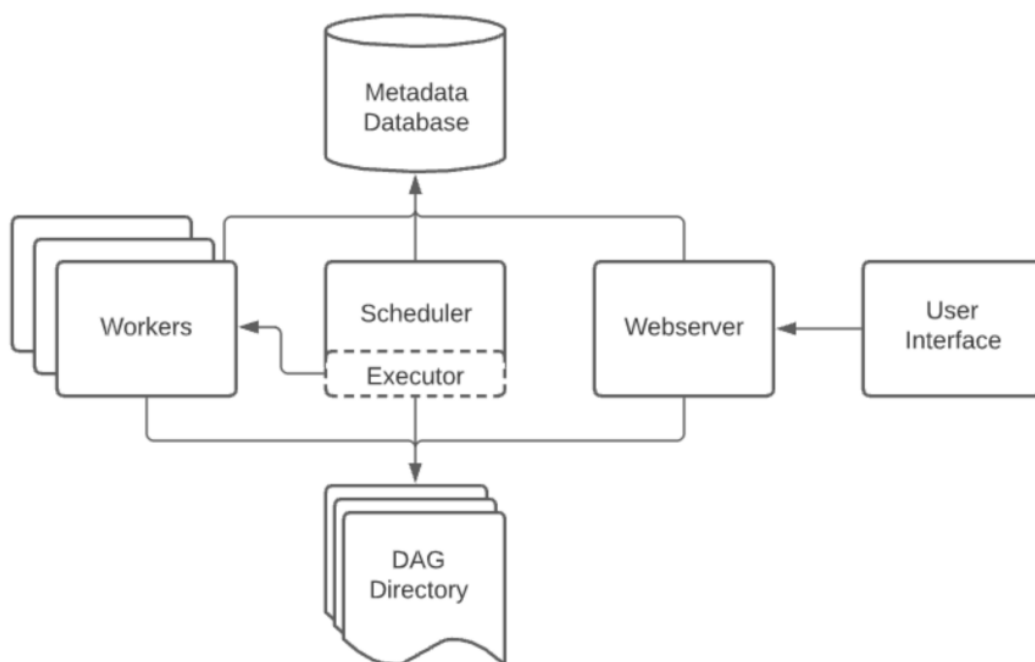 Metadata
Database
Workers
Scheduler
Executor
Webserver
User
Interface
DAG
Directory